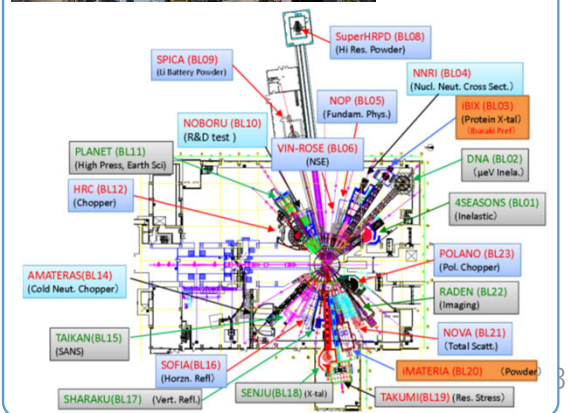 SuperHRPD (BL08)
(Hi Res. Powder)
SPICA (BL09)
(Li Battery Powder)
NNRI (BL04)
(Nucl. Neut. Cross Sect.)
NOP (BL05)
(Fundam. Phys.)
iBIX (BL03)
(Protein X-tal)
(Ibaraki Pref)
NOBORU (BL10)
(R&D test )
VIN-ROSE (BL06)
(NSE)
PLANET (BL11)
(High Press, Earth Sci)
DNA (BL02)
(μeV Inela.)
HRC (BL12)
(Chopper)
4SEASONS (BL01)
(Inelastic)
POLANO (BL23)
(Pol. Chopper)
AMATERAS(BL14)
(Cold Neut. Chopper)
RADEN (BL22)
(Imaging)
TAIKAN(BL15)
(SANS)
NOVA (BL21)
(Total Scatt.)
SOFIA(BL16)
(Horzn. Refl)
iMATERIA (BL20) (Powder)
SHARAKU(BL17) (Vert. Refl.)
SENJU(BL18) (X-tal)
TAKUMI(BL19) (Res. Stress)
3